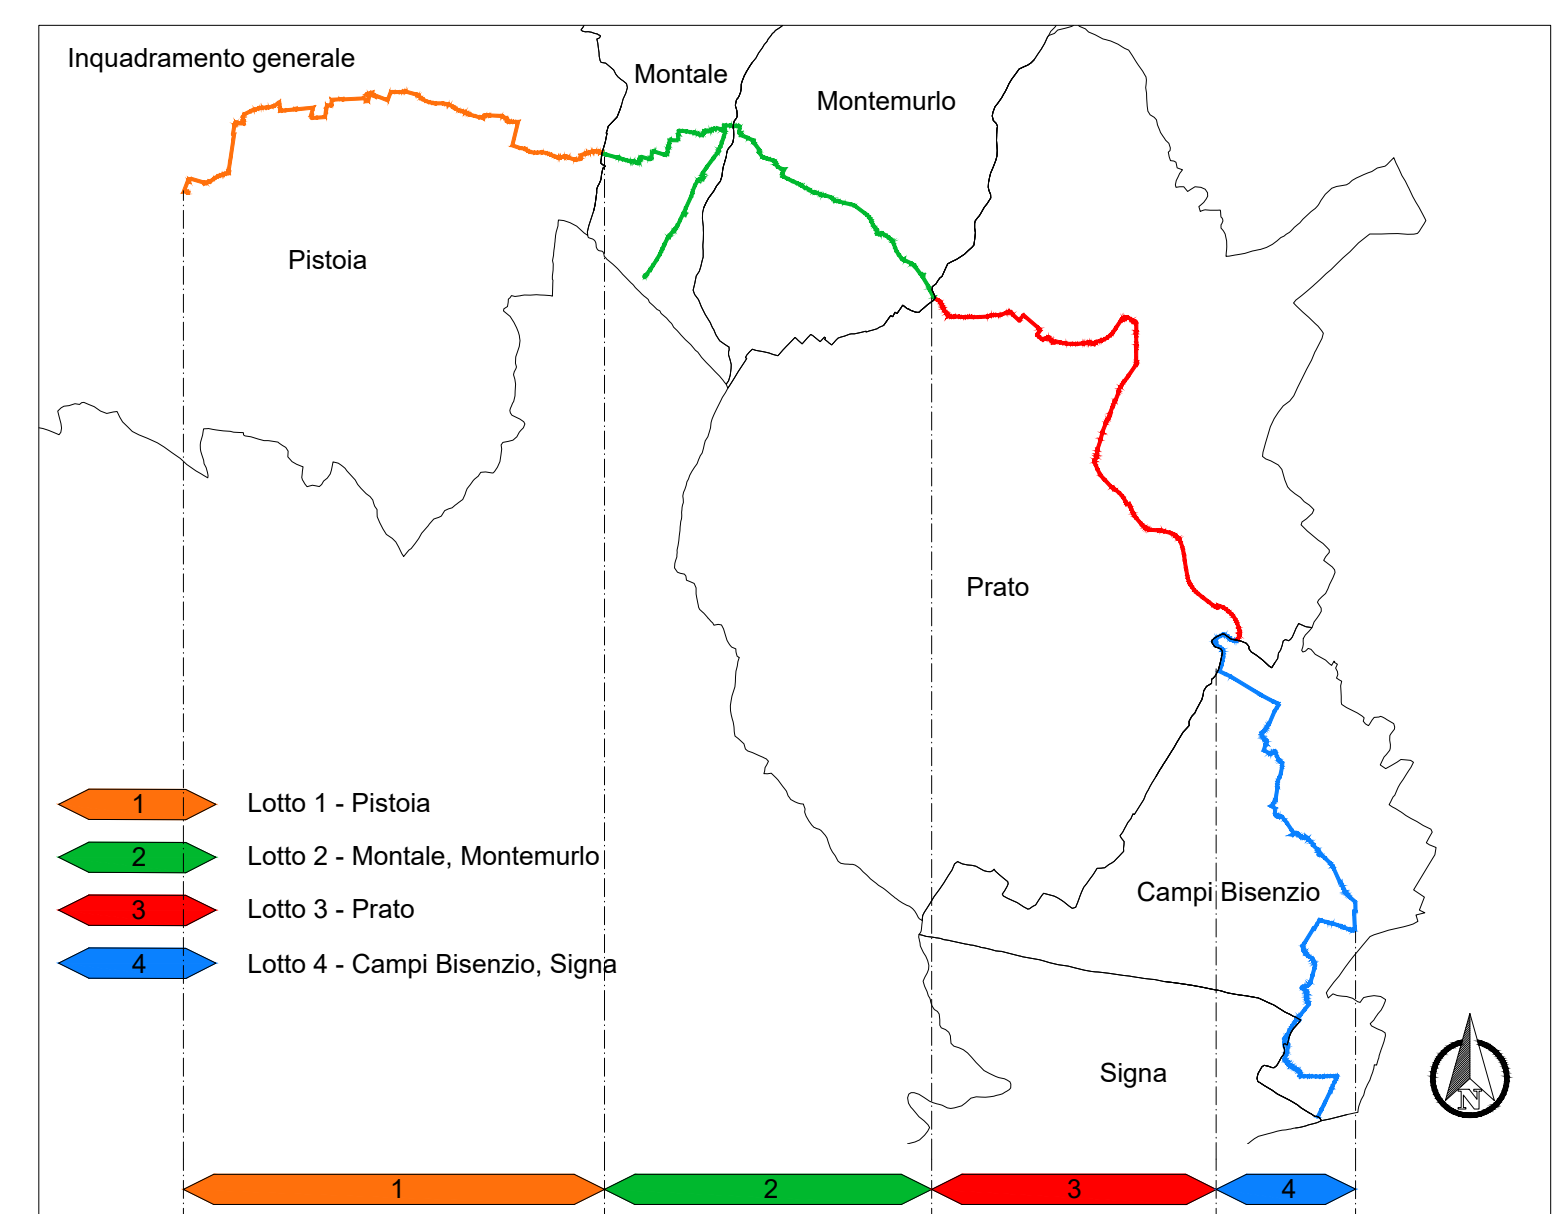 Inquadramento generale
Montale
Montemurlo
Pistoia
Prato
1 Lotto 1 - Pistoia
2 Lotto 2 - Montale, Montemurlo
3 Lotto 3 - Prato
4 Lotto 4 - Campi Bisenzio, Signa
Campi Bisenzio
Signa
N
1 2 3 4